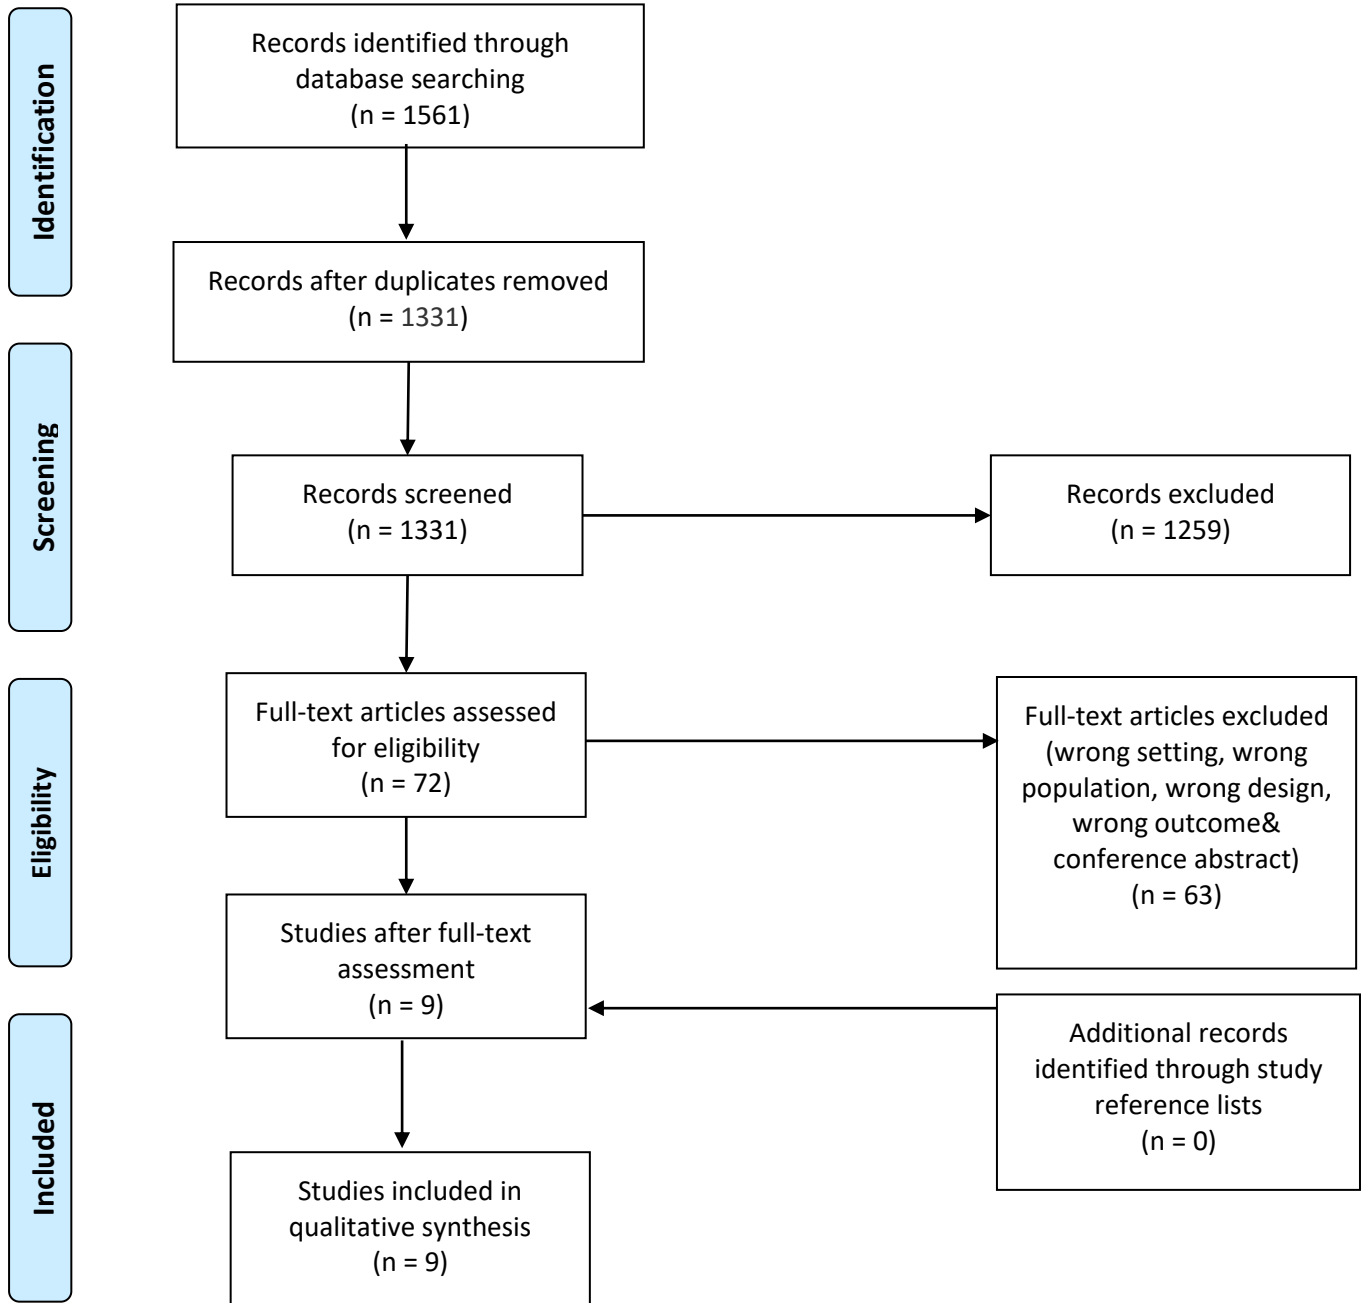 Identification
Records identified through
database searching
(n = 1561)
Records after duplicates removed
(n = 1331)
Screening
Records screened
(n = 1331)
Records excluded
(n = 1259)
Eligibility
Full-text articles assessed
for eligibility
(n = 72)
Full-text articles excluded
(wrong setting, wrong
population, wrong design,
wrong outcome&
conference abstract)
(n = 63)
Studies after full-text
assessment
(n = 9)
Additional records
identified through study
reference lists
(n = 0)
Included
Studies included in
qualitative synthesis
(n = 9)